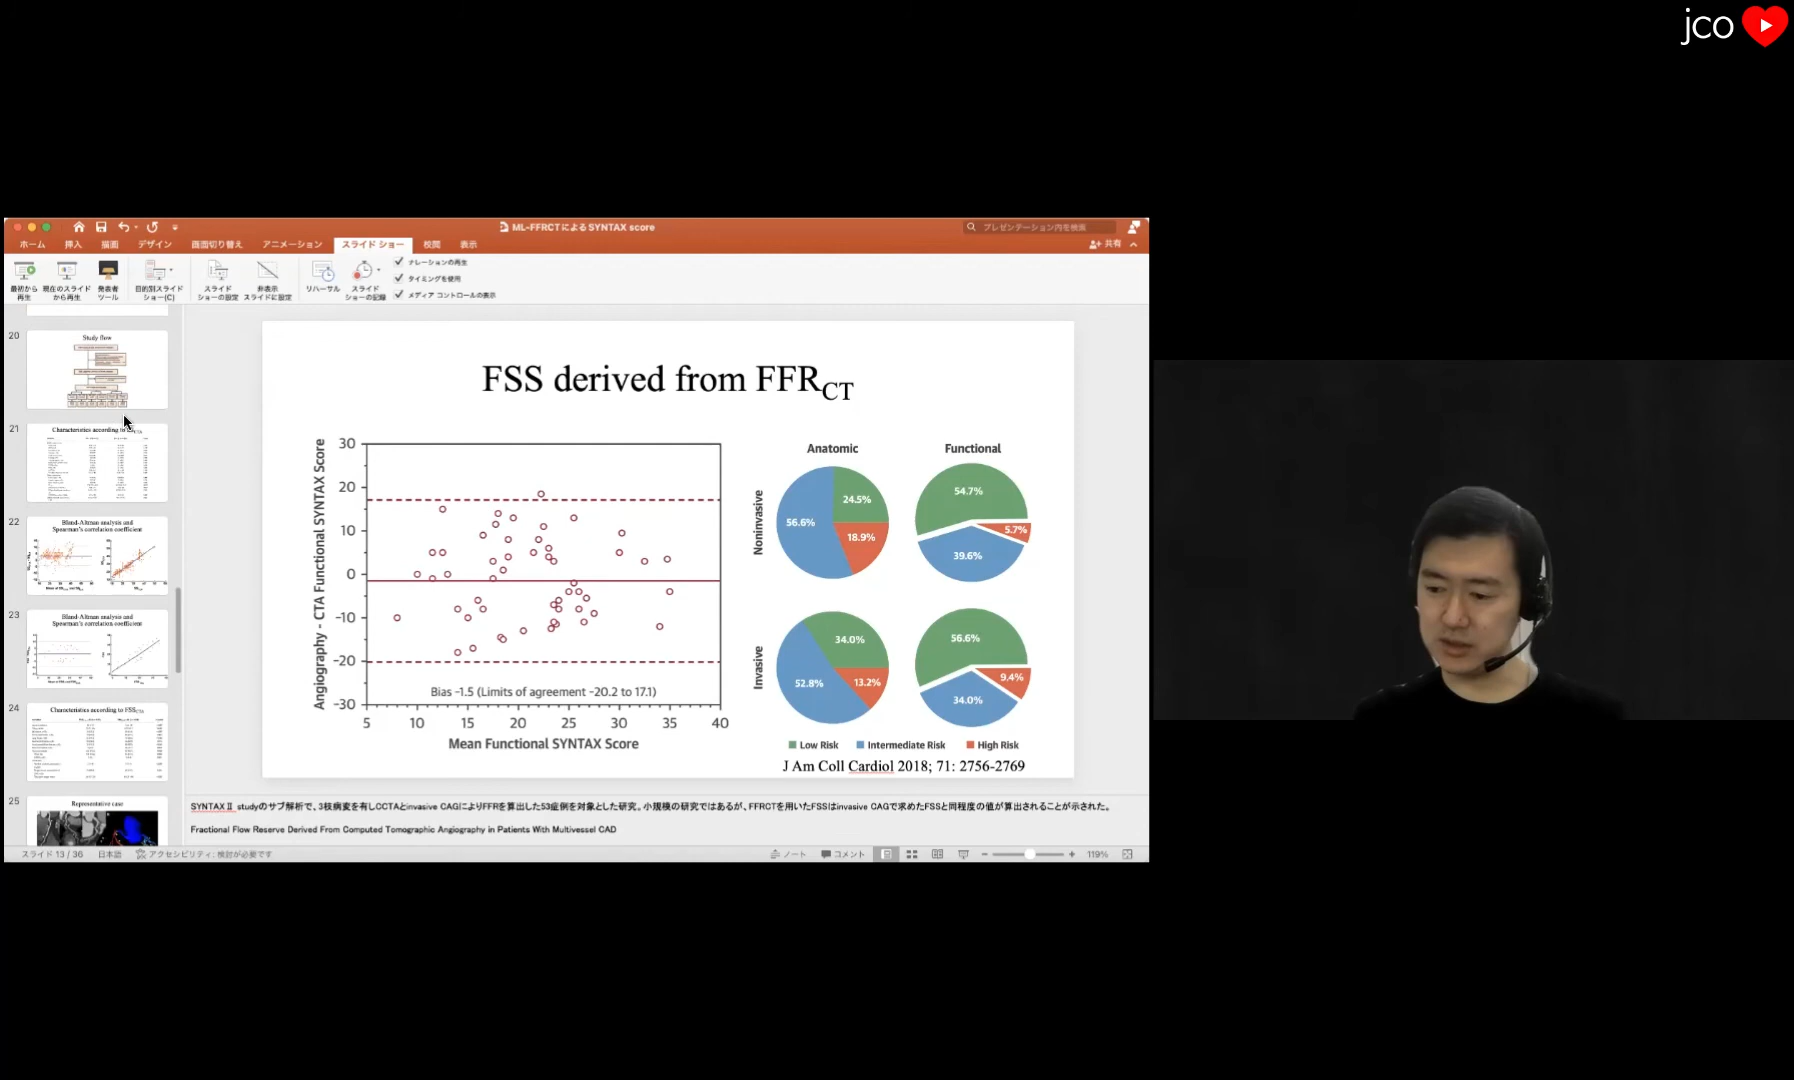 jco
ML-FFRCTによるSYNTAX score
プレゼンテーション内を検索
ホーム 挿入 描画 デザイン 画面切り替え アニメーション スライド ショー 校閲 表示
共有
最初から再生
現在のスライドから再生
発表者ツール
目的別スライドショー(C)
スライドショーの設定
非表示スライドに設定
リハーサル
スライドショーの記録
ナレーションの再生
タイミングを使用
メディア コントロールの表示
20
Study flow
21
Characteristics according to
22
Bland-Altman analysis and
Spearman's correlation coefficient
23
Bland-Altman analysis and
Spearman's correlation coefficient
24
Characteristics according to FSSCTA
25
Representative case
FSS derived from FFRCT
Angiography - CTA Functional SYNTAX Score
30
20
10
0
-10
-20
-30
Bias -1.5 (Limits of agreement -20.2 to 17.1)
5 10 15 20 25 30 35 40
Mean Functional SYNTAX Score
Anatomic Functional
Noninvasive
24.5%
56.6%
18.9%
54.7%
5.7%
39.6%
Invasive
34.0%
52.8%
13.2%
56.6%
9.4%
34.0%
Low Risk Intermediate Risk High Risk
J Am Coll Cardiol 2018; 71: 2756-2769
SYNTAXⅡ studyのサブ解析で、3枝病変を有しCCTAとinvasive CAGによりFFRを算出した53症例を対象とした研究。小規模の研究ではあるが、FFRCTを用いたFSSはinvasive CAGで求めたFSSと同程度の値が算出されることが示された。
Fractional Flow Reserve Derived From Computed Tomographic Angiography in Patients With Multivessel CAD
スライド 13 / 36 日本語 アクセシビリティ: 検討が必要です
ノート コメント 119%